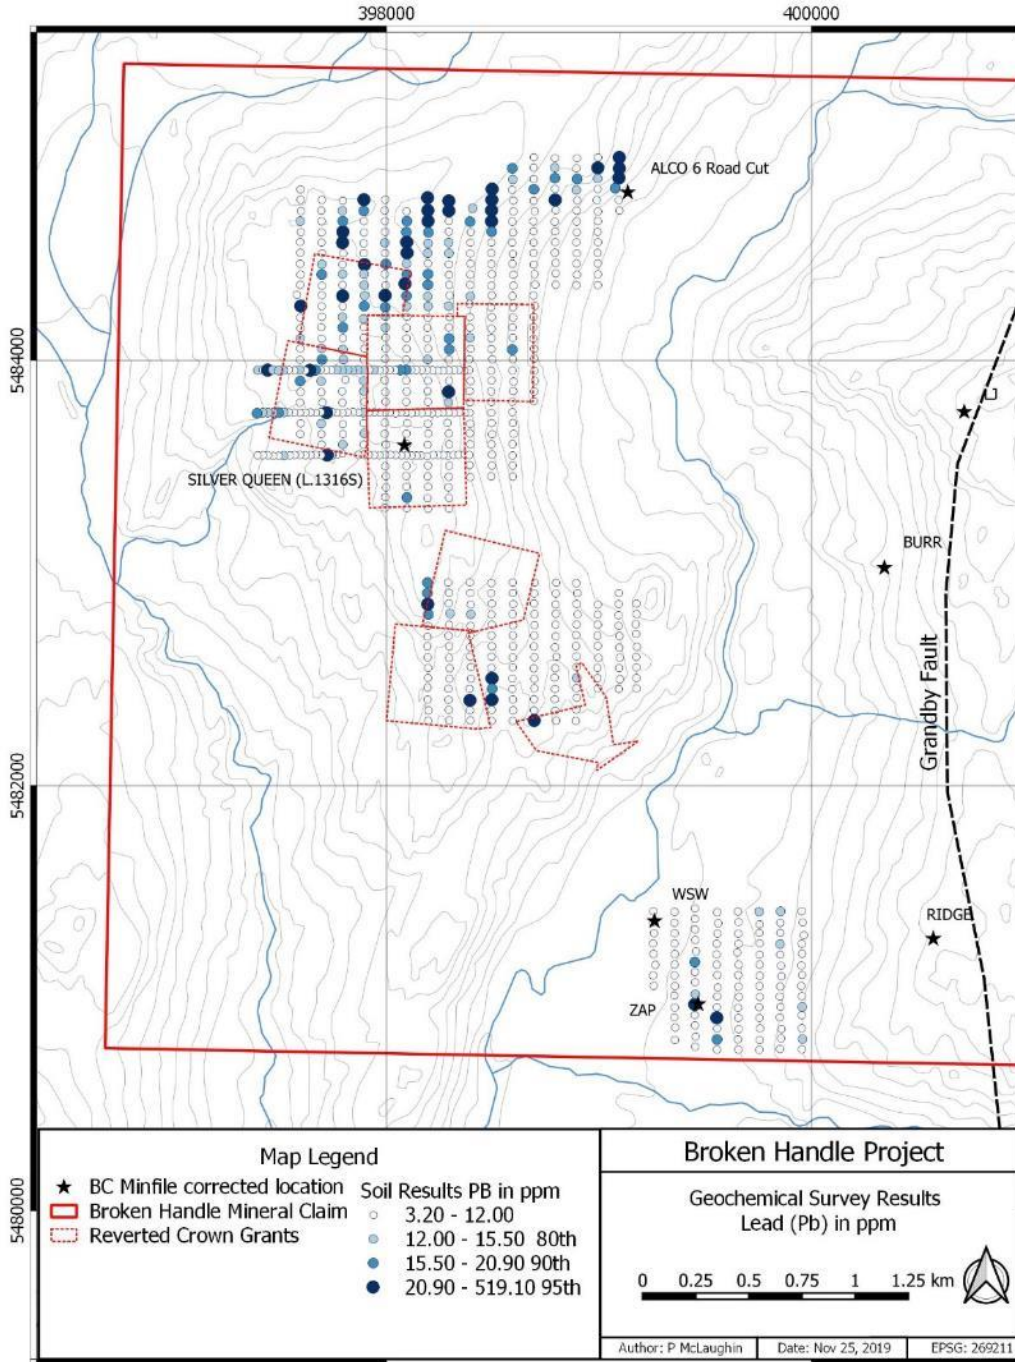 398000
400000
ALCO 6 Road Cut
5484000
SILVER QUEEN (L.1316S)
BURR
Grandby Fault
5482000
WSW
RIDGE
ZAP
5480000
Map Legend
BC Minfile corrected location
Broken Handle Mineral Claim
Reverted Crown Grants
Soil Results PB in ppm
3.20 - 12.00
12.00 - 15.50 80th
15.50 - 20.90 90th
20.90 - 519.10 95th
Broken Handle Project
Geochemical Survey Results
Lead (Pb) in ppm
0 0.25 0.5 0.75 1 1.25 km
Author: P McLaughin
Date: Nov 25, 2019
EPSG: 269211